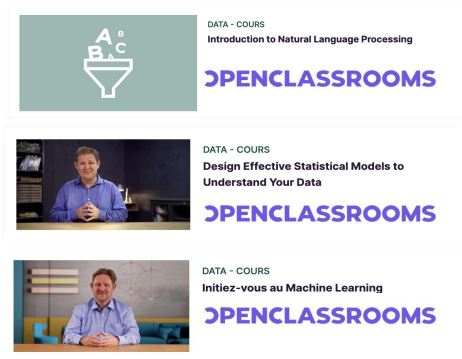 A
B
B
C
A
DATA - COURS
Introduction to Natural Language Processing
OPENCLASSROOMS
DATA - COURS
Design Effective Statistical Models to
Understand Your Data
OPENCLASSROOMS
DATA - COURS
Initiez-vous au Machine Learning
OPENCLASSROOMS